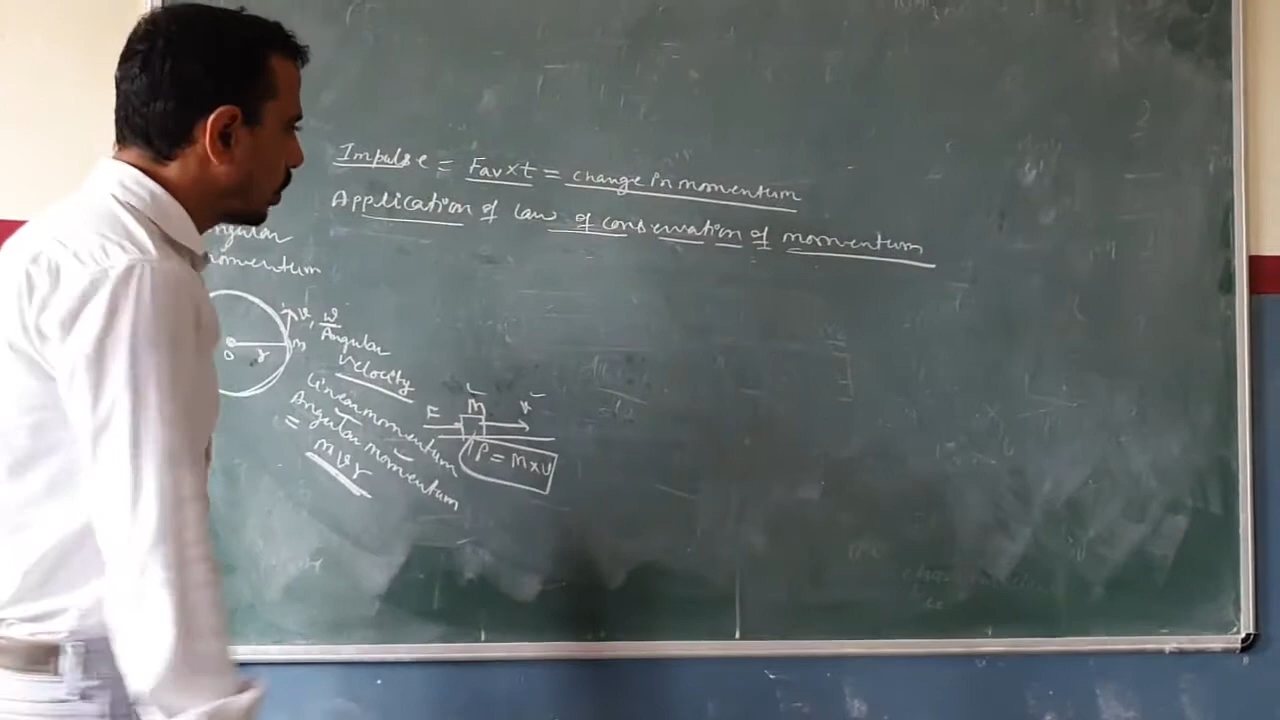 Impulse = Fav×t = change in momentum
Application of law of conservation of momentum
ngular
momentum
v, ω
Angular
velocity
m
O r
Linear momentum
Angular momentum
= mvr
F M v
P = M×v